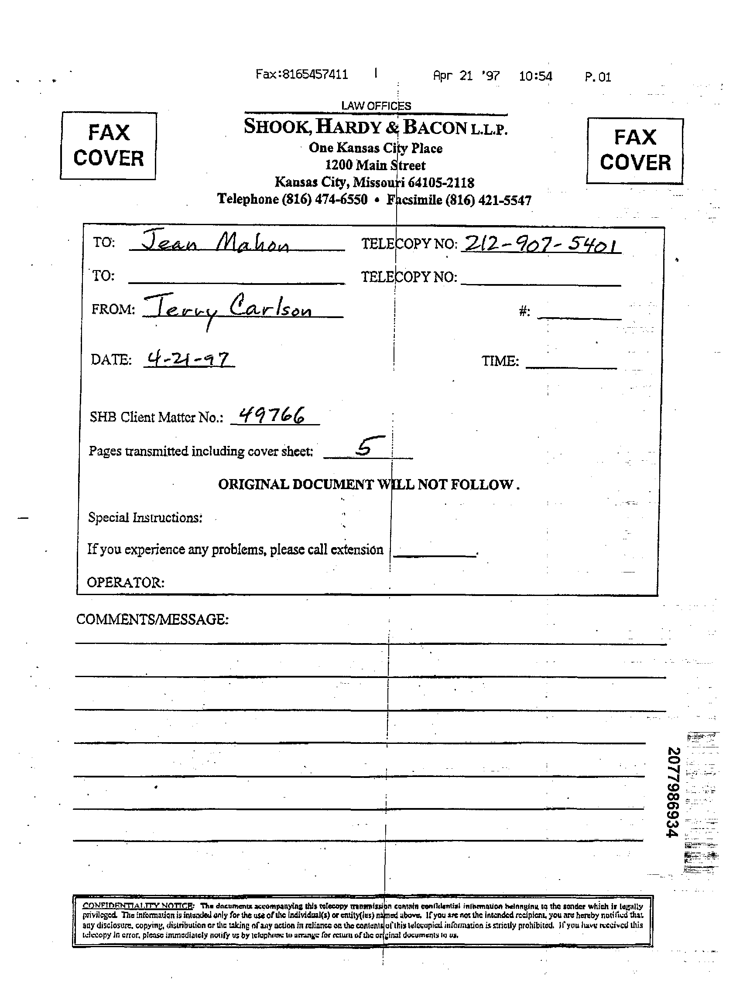 Fax:8165457411 Apr 21 '97 10:54 P.01
LAW OFFICES
FAX COVER
SHOOK, HARDY & BACON L.L.P.
FAX COVER
One Kansas City Place
1200 Main Street
Kansas City, Missouri 64105-2118
Telephone (816) 474-6550 • Facsimile (816) 421-5547
TO: Jean Mahon TELECOPY NO: 212-907-5401
TO: TELECOPY NO:
FROM: Terry Carlson #:
DATE: 4-21-97 TIME:
SHB Client Matter No.: 49766
Pages transmitted including cover sheet: 5
ORIGINAL DOCUMENT WILL NOT FOLLOW.
Special Instructions:
If you experience any problems, please call extension .
OPERATOR:
COMMENTS/MESSAGE:
2077986934
CONFIDENTIALITY NOTICE: The documents accompanying this telecopy transmission contain confidential information belonging to the sender which is legally
privileged. The information is intended only for the use of the individual(s) or entity(ies) named above. If you are not the intended recipient, you are hereby notified that
any disclosure, copying, distribution or the taking of any action in reliance on the contents of this telecopied information is strictly prohibited. If you have received this
telecopy in error, please immediately notify us by telephone to arrange for return of the original documents to us.